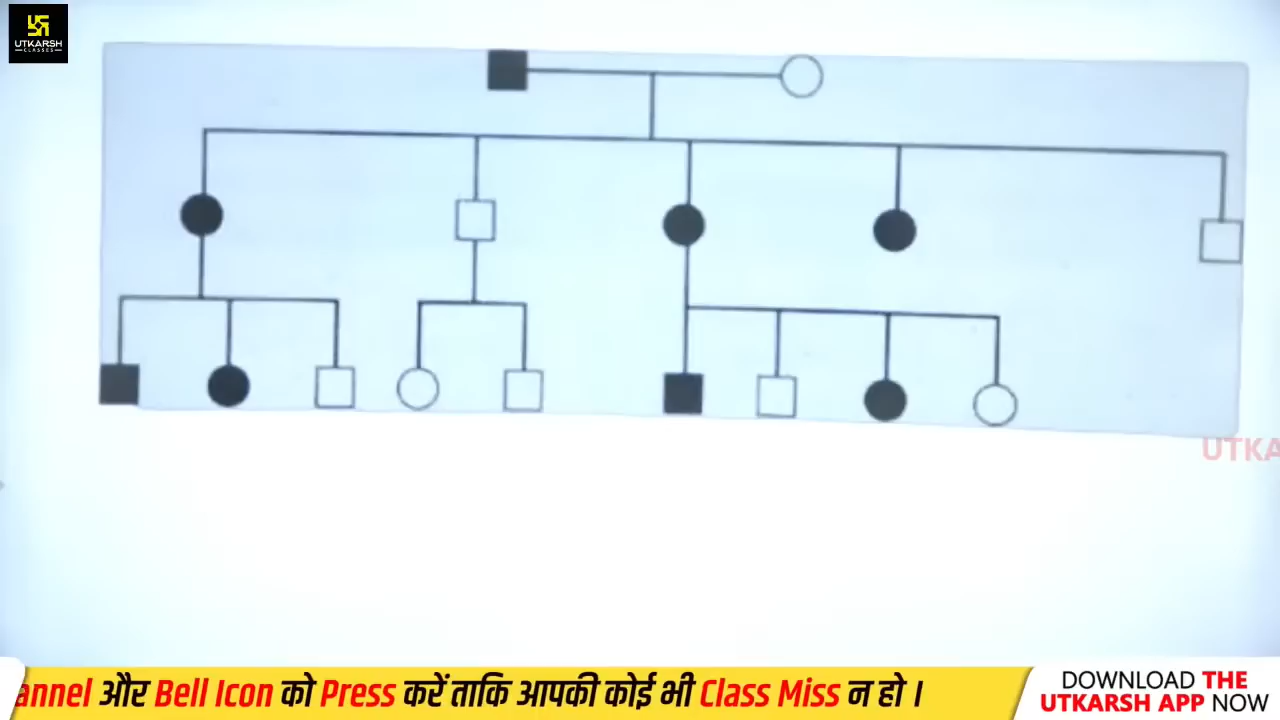 UTKARSH
CLASSES
UTKA
annel और Bell Icon को Press करें ताकि आपकी कोई भी Class Miss न हो ।
DOWNLOAD THE
UTKARSH APP NOW